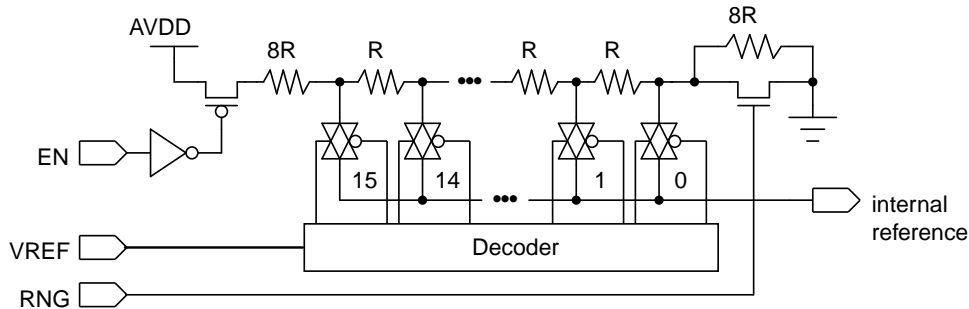 8R
AVDD
8R
R
R
R
•••
EN
15
14
1
0
•••
internal
reference
VREF
Decoder
RNG